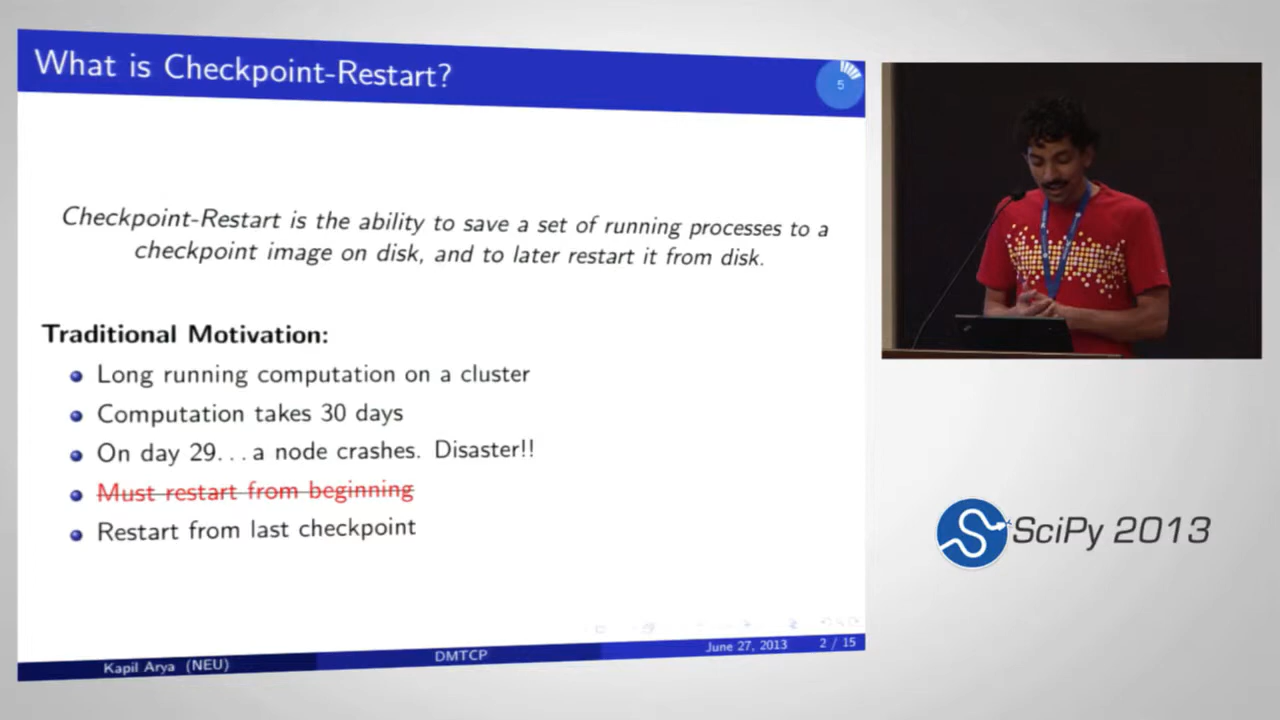 What is Checkpoint-Restart?
5
Checkpoint-Restart is the ability to save a set of running processes to a
checkpoint image on disk, and to later restart it from disk.
Traditional Motivation:
Long running computation on a cluster
Computation takes 30 days
On day 29...a node crashes. Disaster!!
Must restart from beginning
Restart from last checkpoint
Kapil Arya (NEU)
DMTCP
June 27, 2013
2 / 15
SciPy 2013